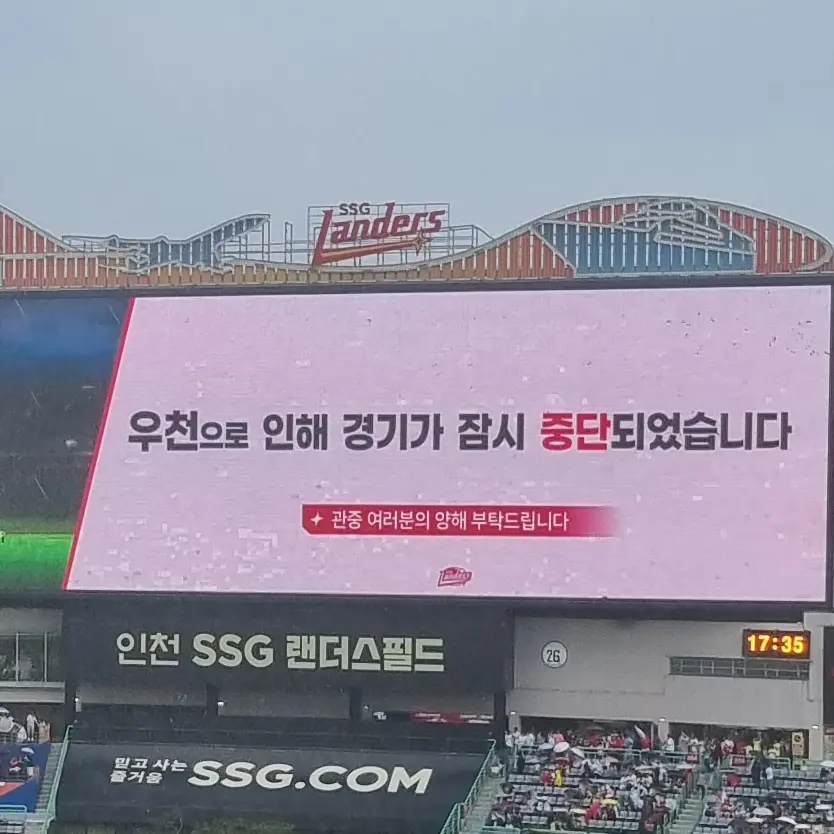 SSG
Landers
우천으로 인해 경기가 잠시 중단되었습니다
관중 여러분의 양해 부탁드립니다
Landers
인천 SSG 랜더스필드
26
17:35
믿고 사는
즐거움
SSG.COM